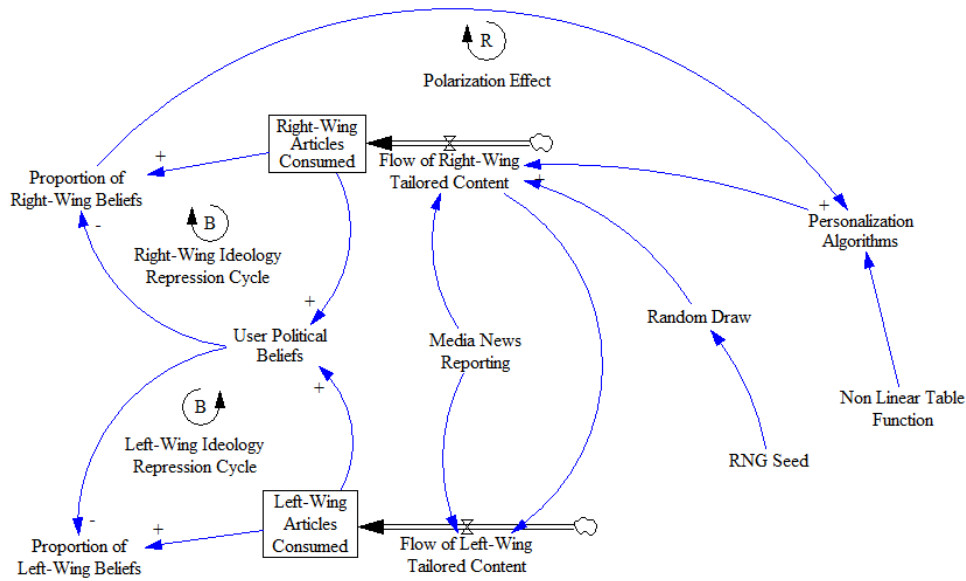 R
Polarization Effect
Right-Wing
Articles
Consumed
+
Flow of Right-Wing
Tailored Content
+
Proportion of
Right-Wing Beliefs
-
B
Right-Wing Ideology
Repression Cycle
+
Personalization
Algorithms
+
User Political
Beliefs
+
Media News
Reporting
Random Draw
Non Linear Table
Function
RNG Seed
B
Left-Wing Ideology
Repression Cycle
Left-Wing
Articles
Consumed
-
+
Proportion of
Left-Wing Beliefs
Flow of Left-Wing
Tailored Content